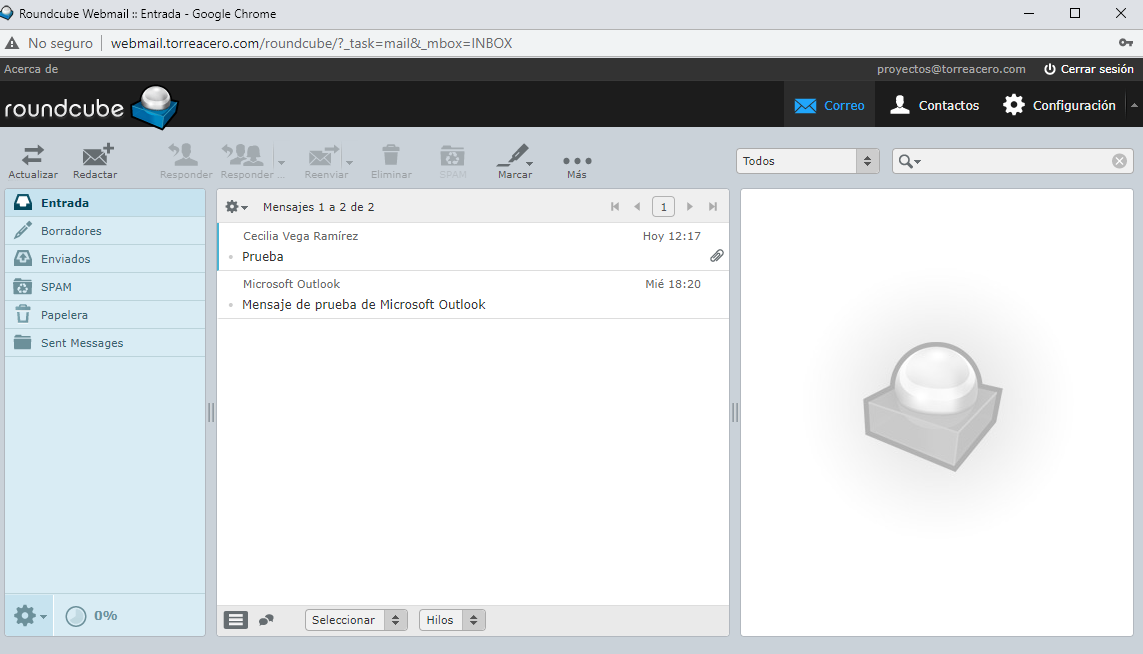 Roundcube Webmail :: Entrada - Google Chrome
No seguro webmail.torreacero.com/roundcube/?_task=mail&_mbox=INBOX
Acerca de proyectos@torreacero.com Cerrar sesión
roundcube Correo Contactos Configuración
Actualizar Redactar Responder Responder ... Reenviar Eliminar SPAM Marcar Más
Todos
Entrada
Borradores
Enviados
SPAM
Papelera
Sent Messages
0%
Mensajes 1 a 2 de 2 1
Cecilia Vega Ramírez Hoy 12:17
Prueba
Microsoft Outlook Mié 18:20
Mensaje de prueba de Microsoft Outlook
Seleccionar Hilos